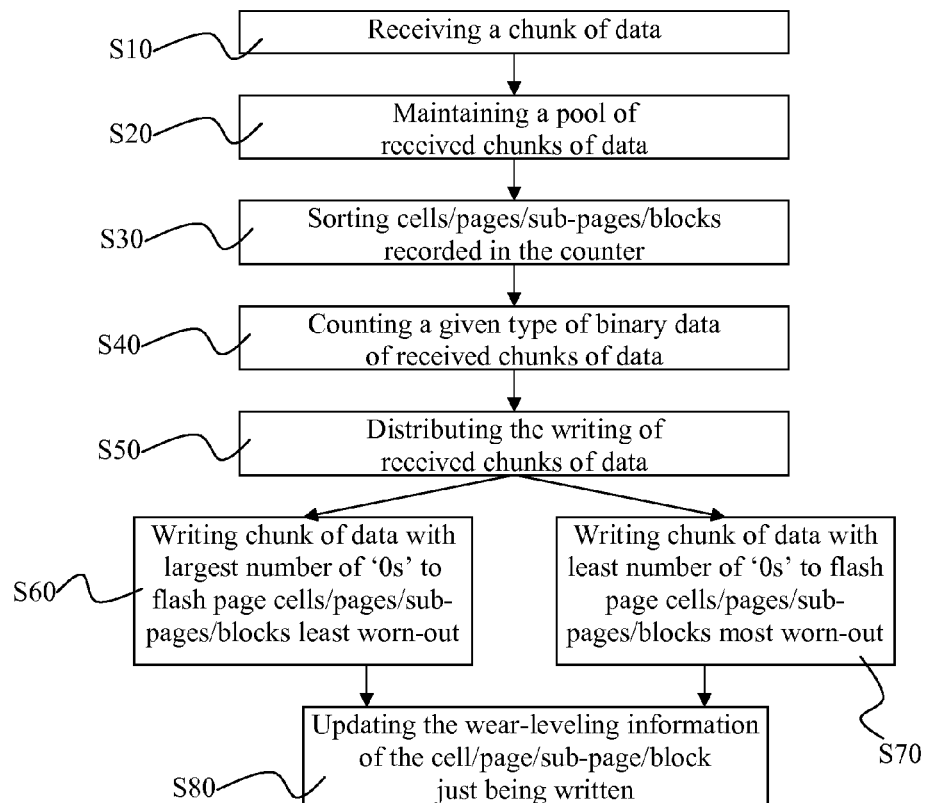 S10
Receiving a chunk of data
S20
Maintaining a pool of
received chunks of data
S30
Sorting cells/pages/sub-pages/blocks
recorded in the counter
S40
Counting a given type of binary data
of received chunks of data
S50
Distributing the writing of
received chunks of data
S60
Writing chunk of data with
largest number of ‘0s’ to
flash page cells/pages/sub-
pages/blocks least worn-out
Writing chunk of data with
least number of ‘0s’ to flash
page cells/pages/sub-
pages/blocks most worn-out
S70
S80
Updating the wear-leveling information
of the cell/page/sub-page/block
just being written